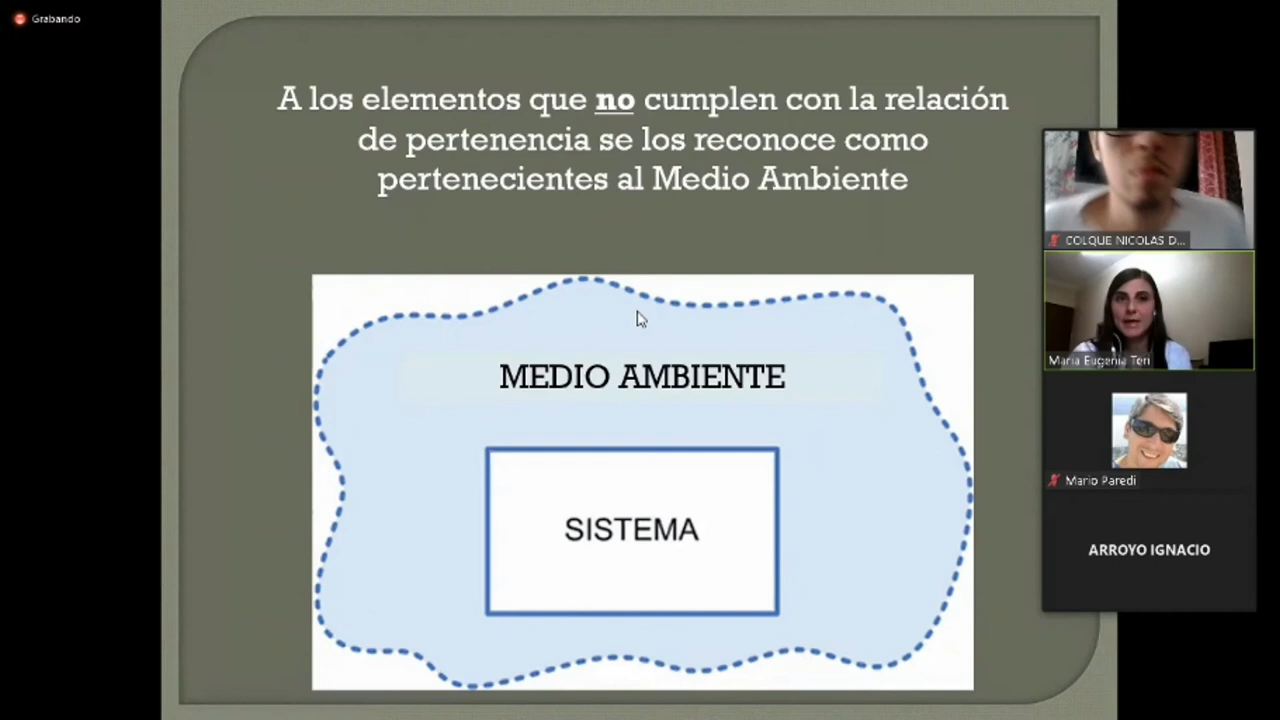 Grabando
A los elementos que no cumplen con la relación
de pertenencia se los reconoce como
pertenecientes al Medio Ambiente
MEDIO AMBIENTE
SISTEMA
COLQUE NICOLAS D...
Maria Eugenia Teri
Mario Paredi
ARROYO IGNACIO